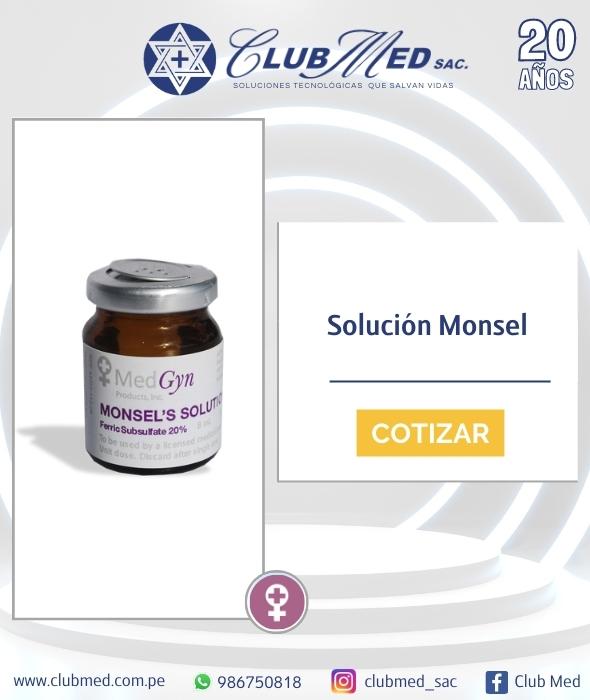 CLUB MED SAC.
SOLUCIONES TECNOLÓGICAS QUE SALVAN VIDAS
20
AÑOS
MedGyn
Products, Inc.
MONSEL'S SOLUTIO
Ferric Subsulfate 20% 8 mL
To be used by a licensed
Unit dose. Discard after single
Solución Monsel
COTIZAR
www.clubmed.com.pe
986750818
clubmed_sac
Club Med